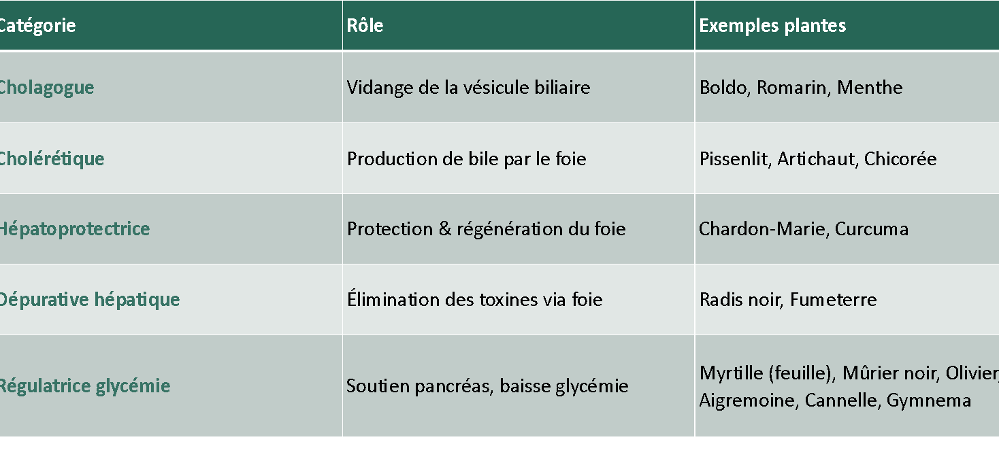 Catégorie Rôle Exemples plantes
Cholagogue Vidange de la vésicule biliaire Boldo, Romarin, Menthe
Cholérétique Production de bile par le foie Pissenlit, Artichaut, Chicorée
Hépatoprotectrice Protection & régénération du foie Chardon-Marie, Curcuma
Dépurative hépatique Élimination des toxines via foie Radis noir, Fumeterre
Régulatrice glycémie Soutien pancréas, baisse glycémie Myrtille (feuille), Mûrier noir, Olivier,
Aigremoine, Cannelle, Gymnema